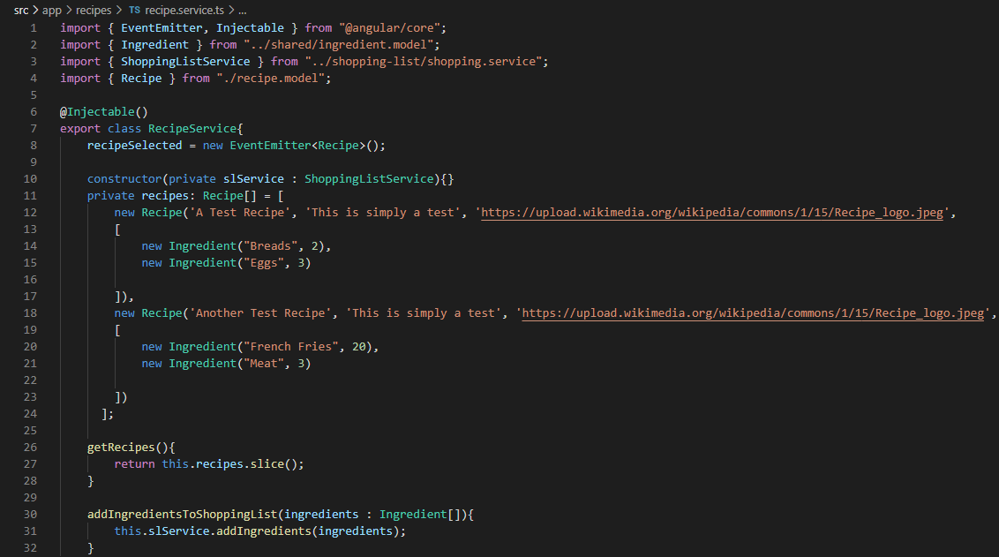 src > app > recipes > TS recipe.service.ts > ...
1 import { EventEmitter, Injectable } from "@angular/core";
2 import { Ingredient } from "../shared/ingredient.model";
3 import { ShoppingListService } from "../shopping-list/shopping.service";
4 import { Recipe } from "./recipe.model";
5
6 @Injectable()
7 export class RecipeService{
8     recipeSelected = new EventEmitter<Recipe>();
9
10     constructor(private slService : ShoppingListService){}
11     private recipes: Recipe[] = [
12         new Recipe('A Test Recipe', 'This is simply a test', 'https://upload.wikimedia.org/wikipedia/commons/1/15/Recipe_logo.jpeg',
13         [
14             new Ingredient("Breads", 2),
15             new Ingredient("Eggs", 3)
16
17         ]),
18         new Recipe('Another Test Recipe', 'This is simply a test', 'https://upload.wikimedia.org/wikipedia/commons/1/15/Recipe_logo.jpeg',
19         [
20             new Ingredient("French Fries", 20),
21             new Ingredient("Meat", 3)
22
23         ])
24       ];
25
26     getRecipes(){
27         return this.recipes.slice();
28     }
29
30     addIngredientsToShoppingList(ingredients : Ingredient[]){
31         this.slService.addIngredients(ingredients);
32     }